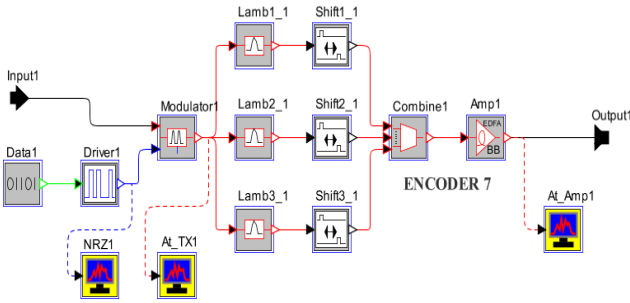 Lamb1_1 Shift1_1
Input1
Modulator1 Lamb2_1 Shift2_1 Combine1 Amp1 Output1
EDFA
BB
Data1 Driver1
01101
ENCODER 7
Lamb3_1 Shift3_1 At_Amp1
NRZ1 At_TX1